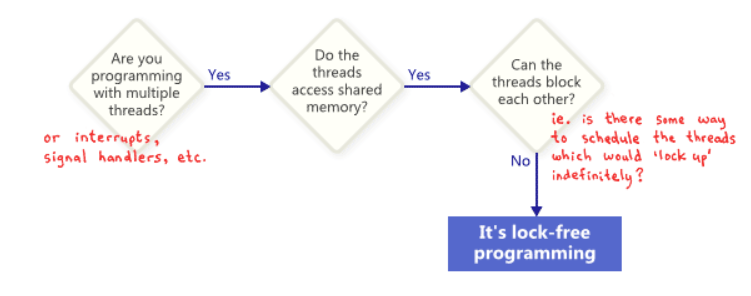 Are you
programming
with multiple
threads?
or interrupts,
signal handlers, etc.
Yes
Do the
threads
access shared
memory?
Yes
Can the
threads block
each other?
ie. is there some way
to schedule the threads
which would 'lock up'
indefinitely?
No
It's lock-free
programming